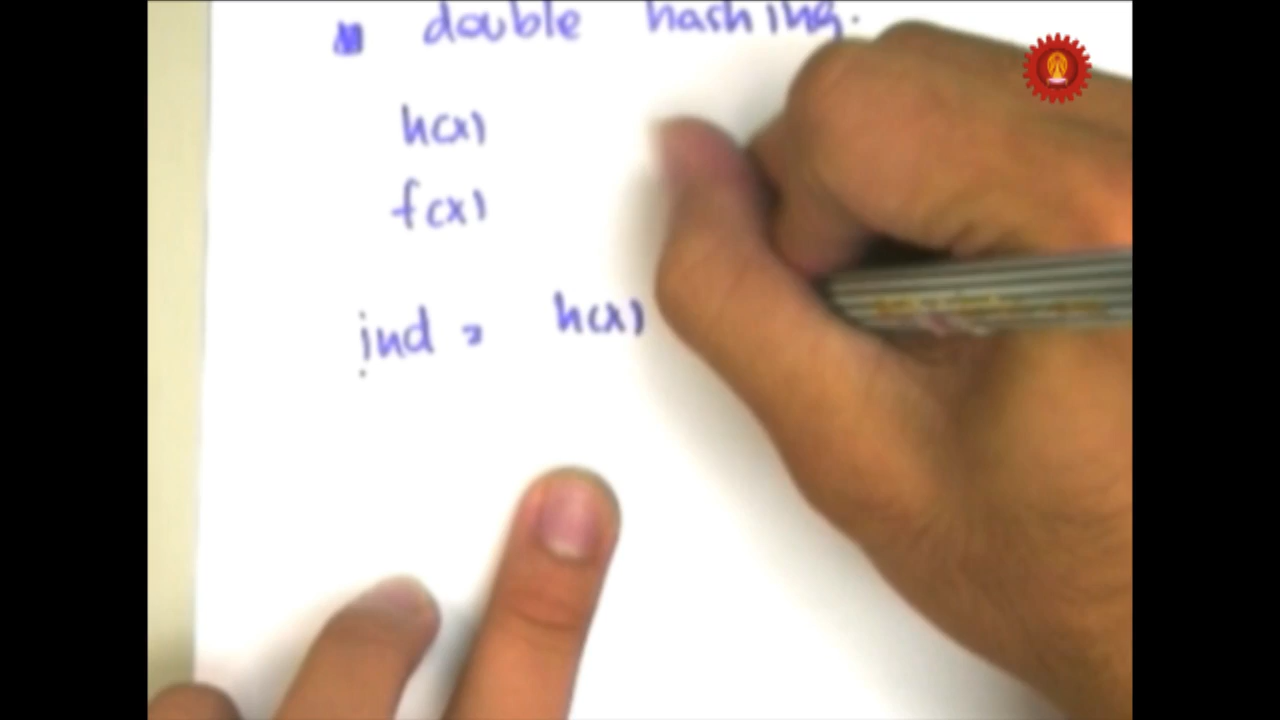 double hashing.
h(x)
f(x)
ind = h(x)